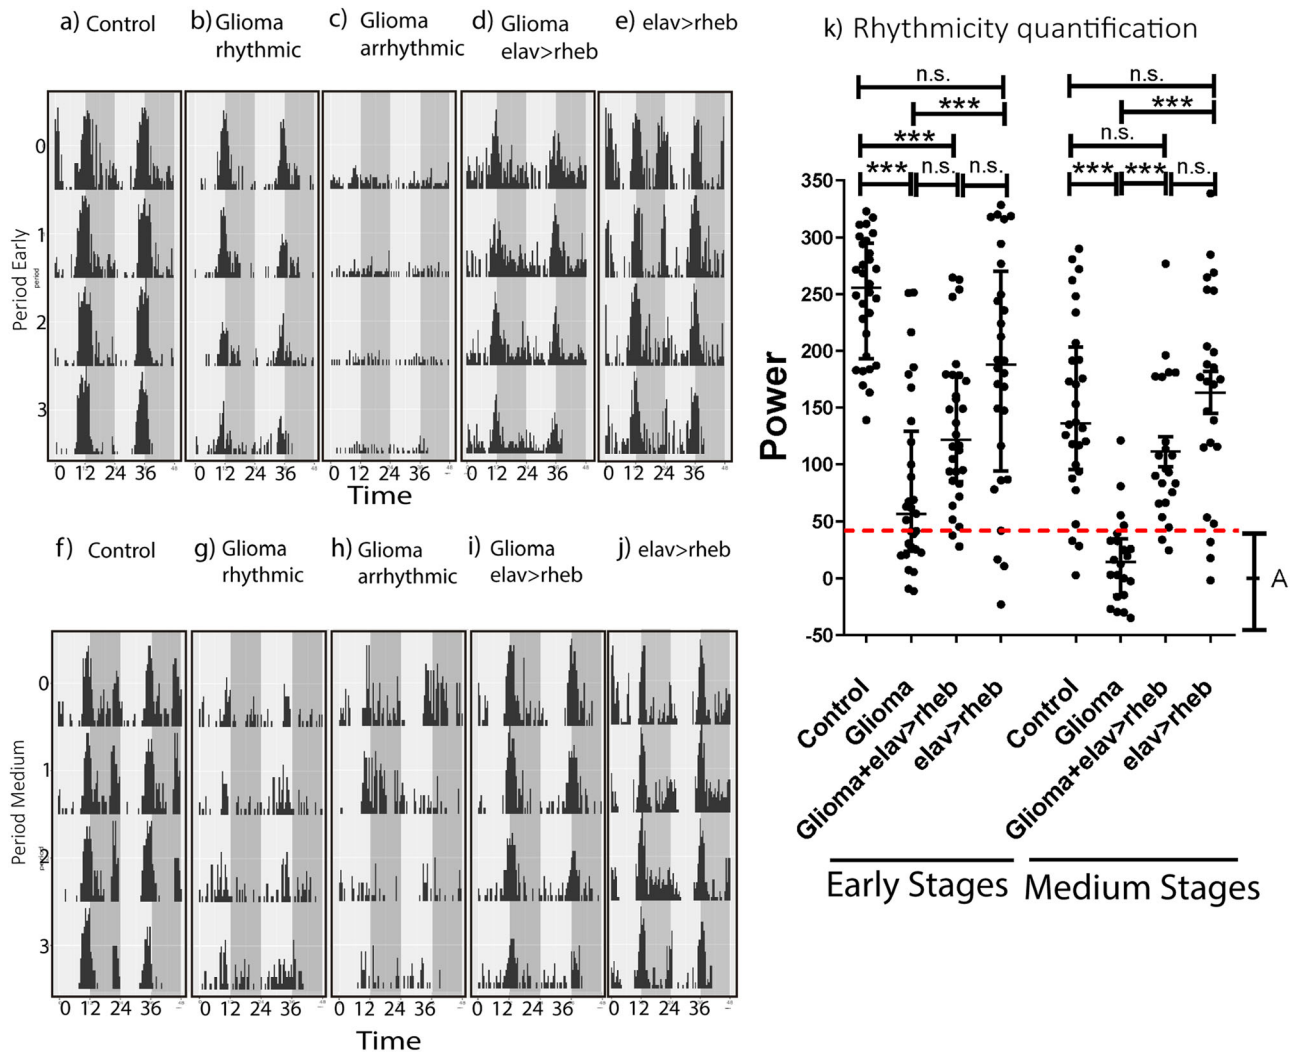 a) Control
b) Glioma
rhythmic
c) Glioma
arrhythmic
d) Glioma
elav>rheb
e) elav>rheb
Period Early
period
0
1
2
3
0 12 24 36 48
0 12 24 36
0 12 24 36 48
0 12 24 36 48
0 12 24 36 48
Time
f) Control
g) Glioma
rhythmic
h) Glioma
arrhythmic
i) Glioma
elav>rheb
j) elav>rheb
Period Medium
0
1
2
3
0 12 24 36
0 12 24 36
0 12 24 36
0 12 24 36
0 12 24 36
Time
k) Rhythmicity quantification
n.s.
***
***
*** n.s. n.s.
n.s.
***
n.s.
*** *** n.s.
Power
350
300
250
200
150
100
50
0
-50
A
Control
Glioma
Glioma+elav>rheb
elav>rheb
Control
Glioma
Glioma+elav>rheb
elav>rheb
Early Stages
Medium Stages